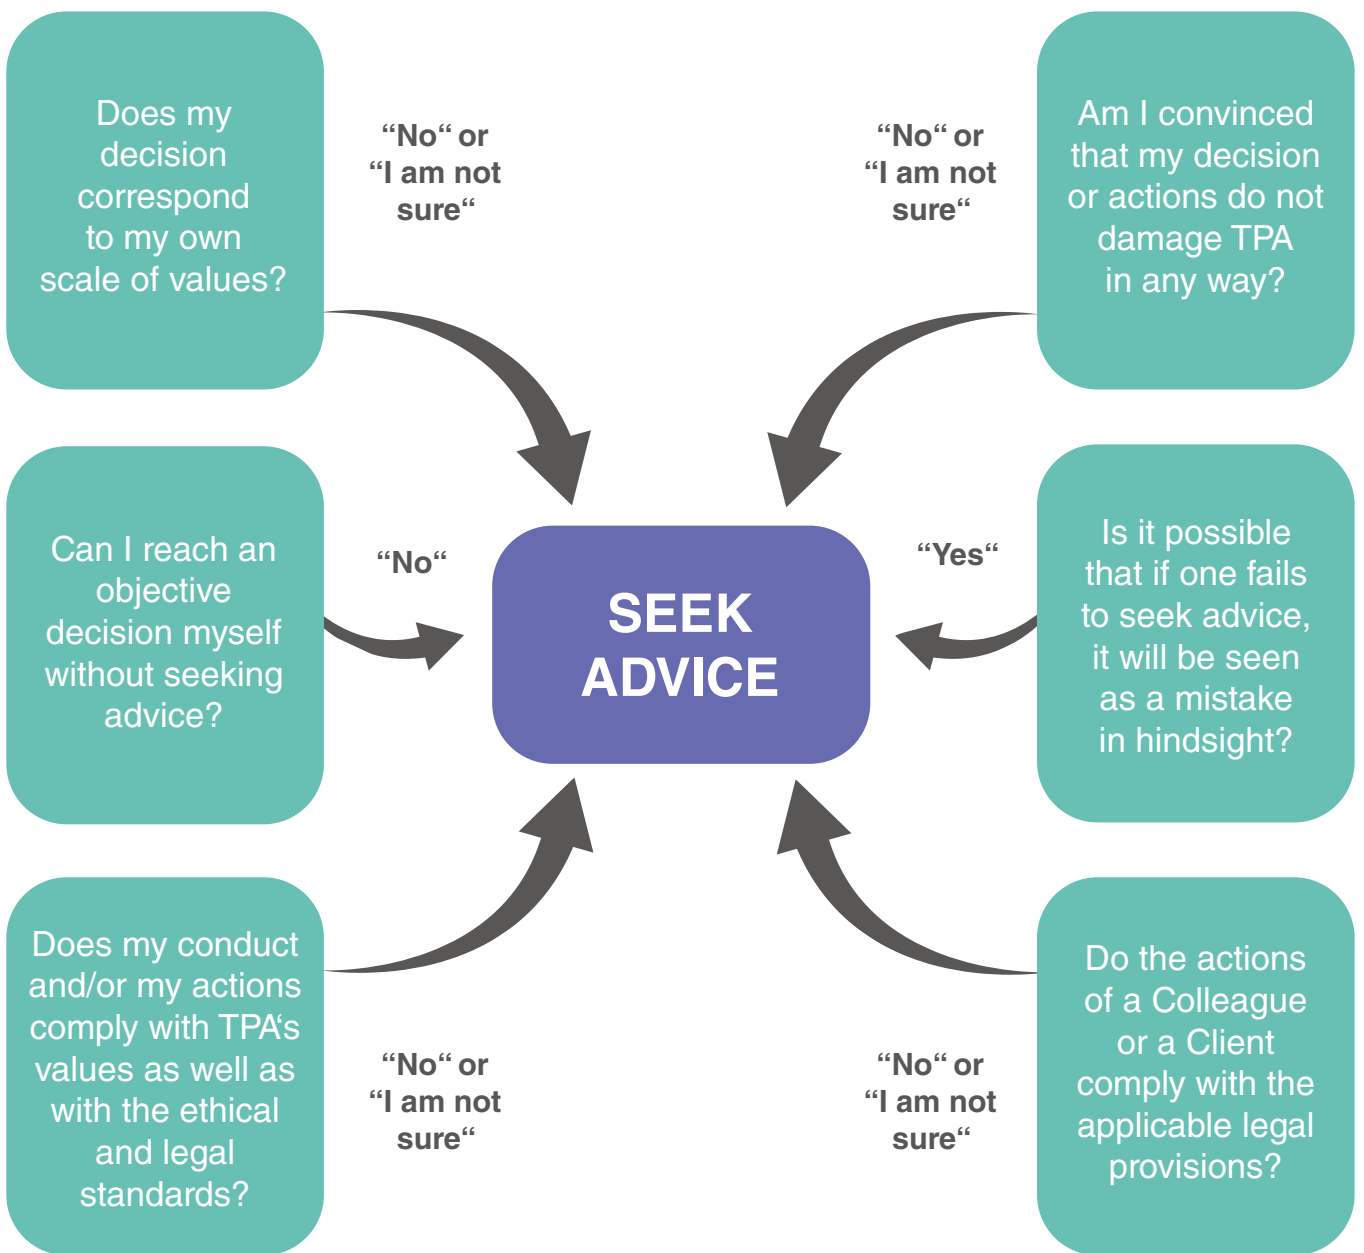 Does my
decision
correspond
to my own
scale of values?
“No“ or
“I am not
sure“
“No“ or
“I am not
sure“
Am I convinced
that my decision
or actions do not
damage TPA
in any way?
Can I reach an
objective
decision myself
without seeking
advice?
“No“
SEEK
ADVICE
“Yes“
Is it possible
that if one fails
to seek advice,
it will be seen
as a mistake
in hindsight?
Does my conduct
and/or my actions
comply with TPA‘s
values as well as
with the ethical
and legal
standards?
“No“ or
“I am not
sure“
“No“ or
“I am not
sure“
Do the actions
of a Colleague
or a Client
comply with the
applicable legal
provisions?